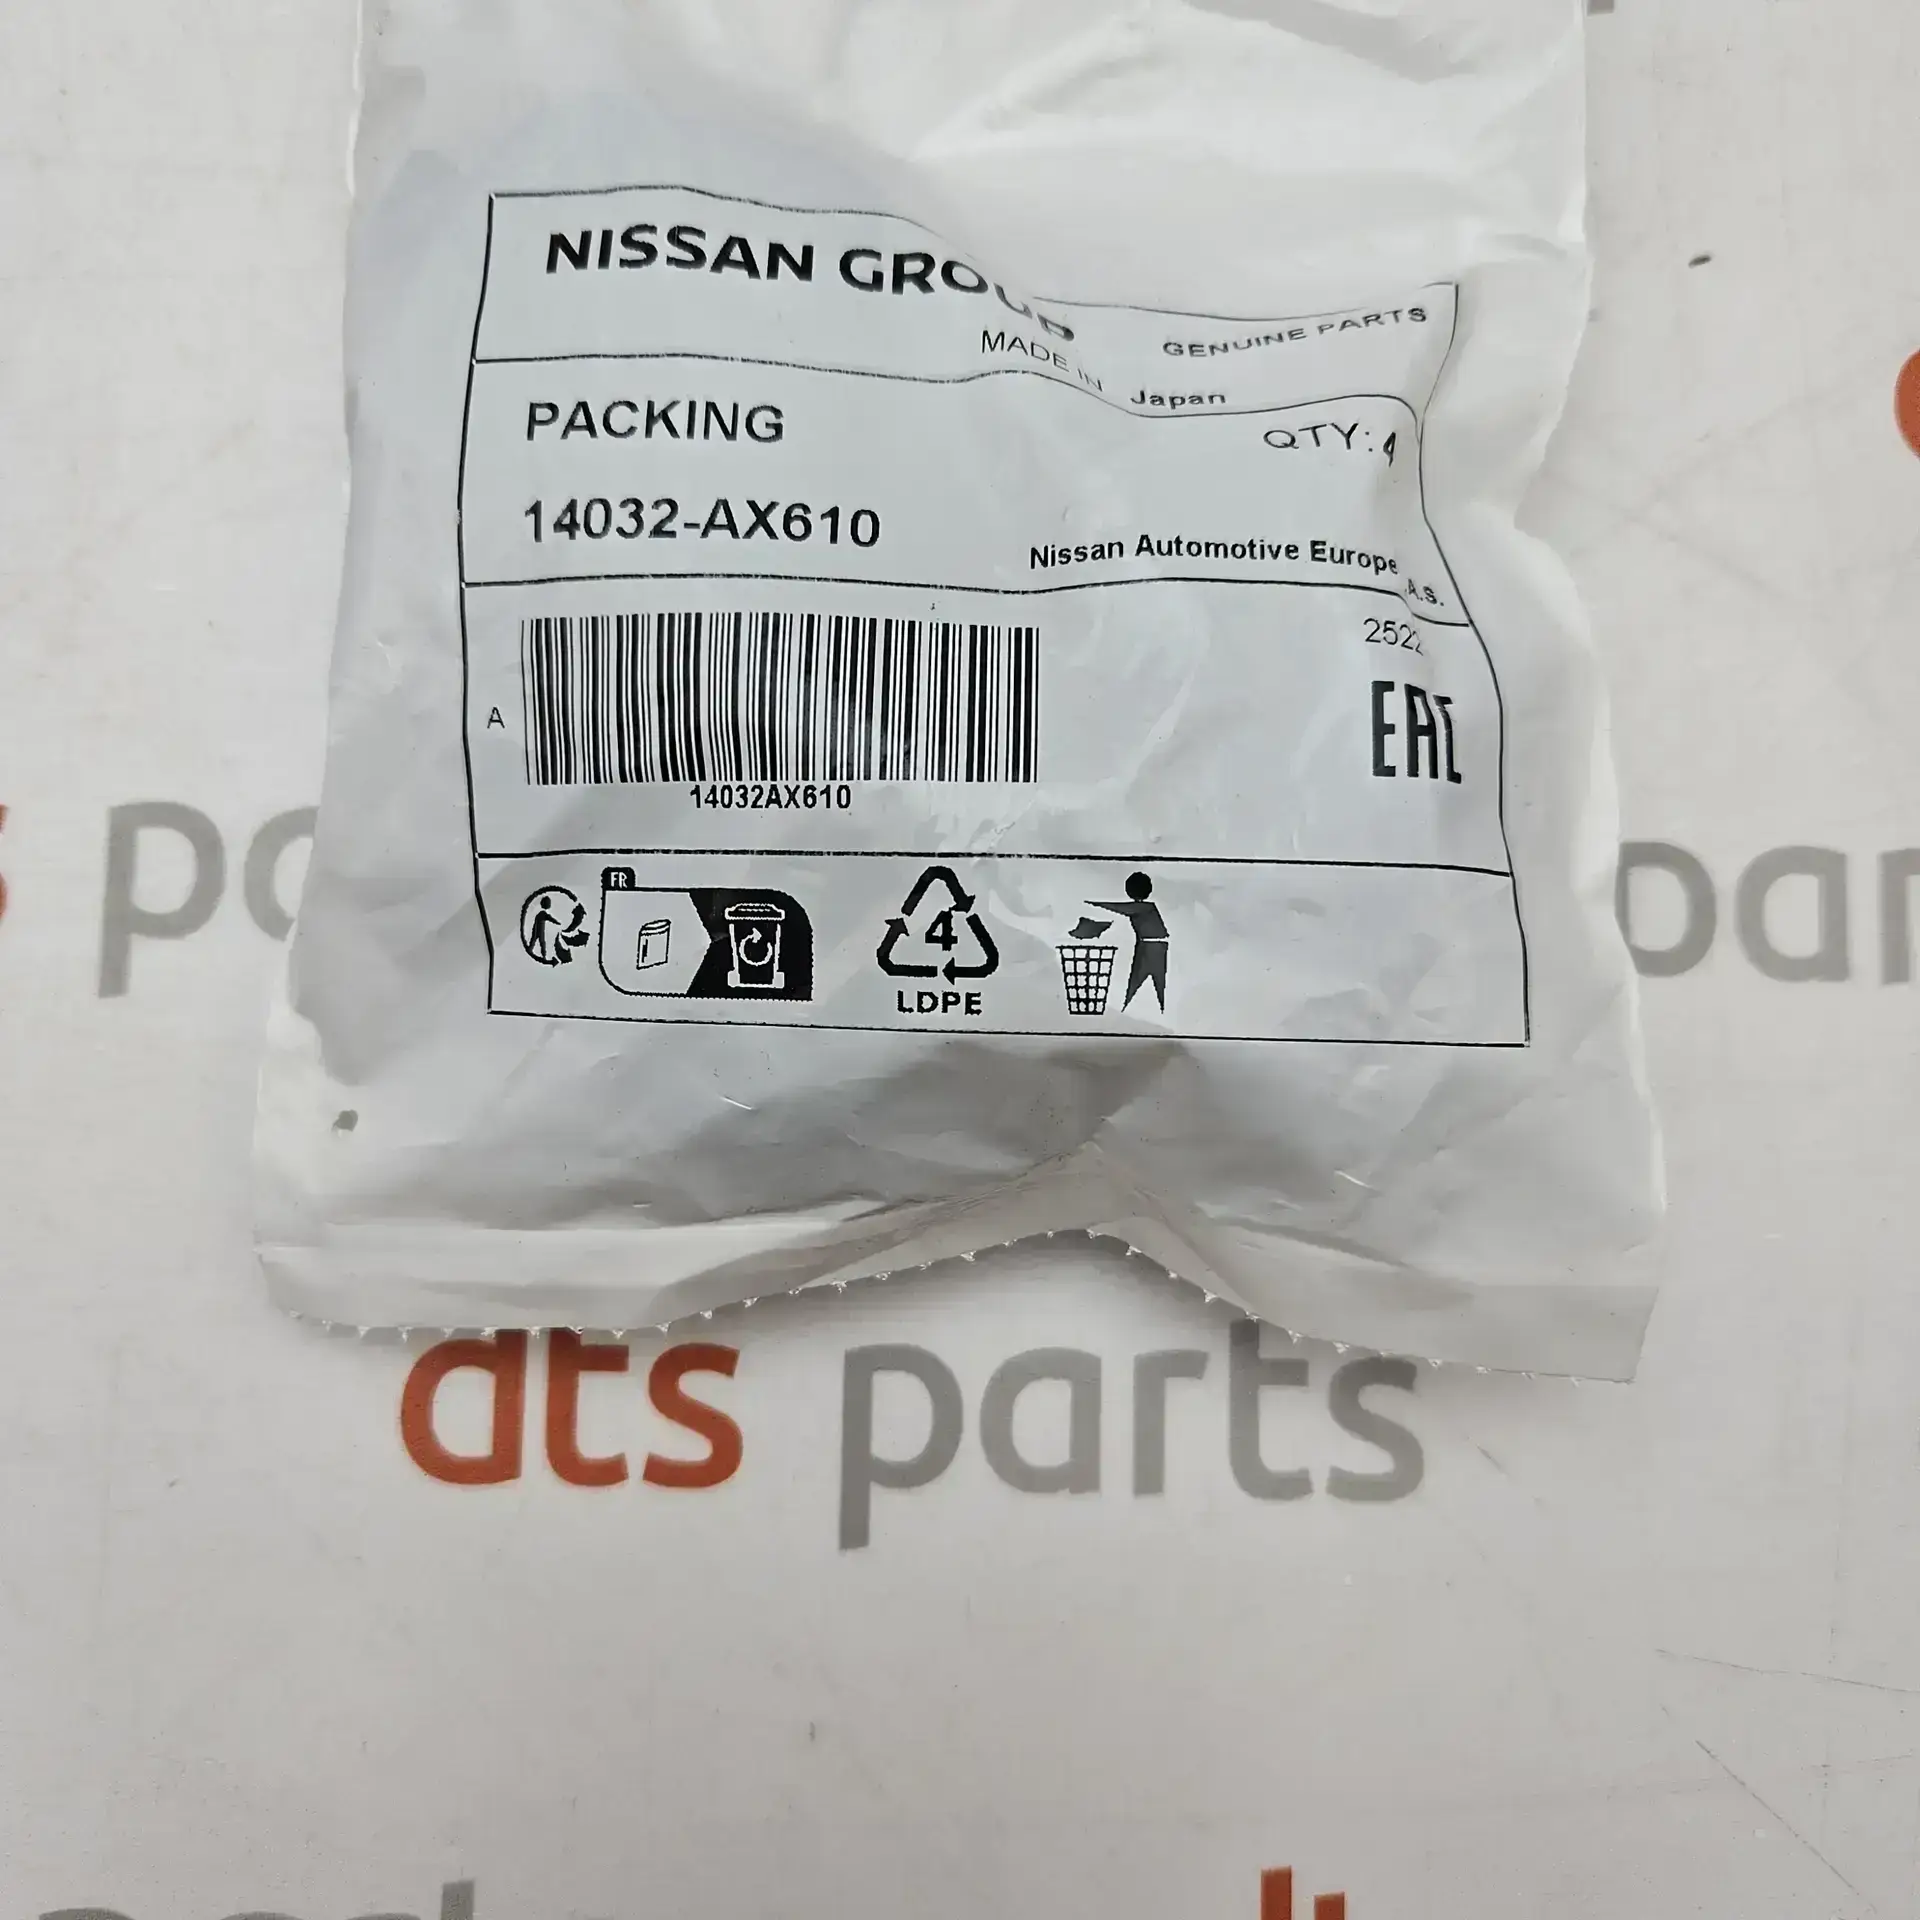 NISSAN GROUP
GENUINE PARTS
MADE IN Japan
PACKING
QTY:
14032-AX610
Nissan Automotive Europe A.S.
2522
A
EAC
14032AX610
FR
4
LDPE
dts parts